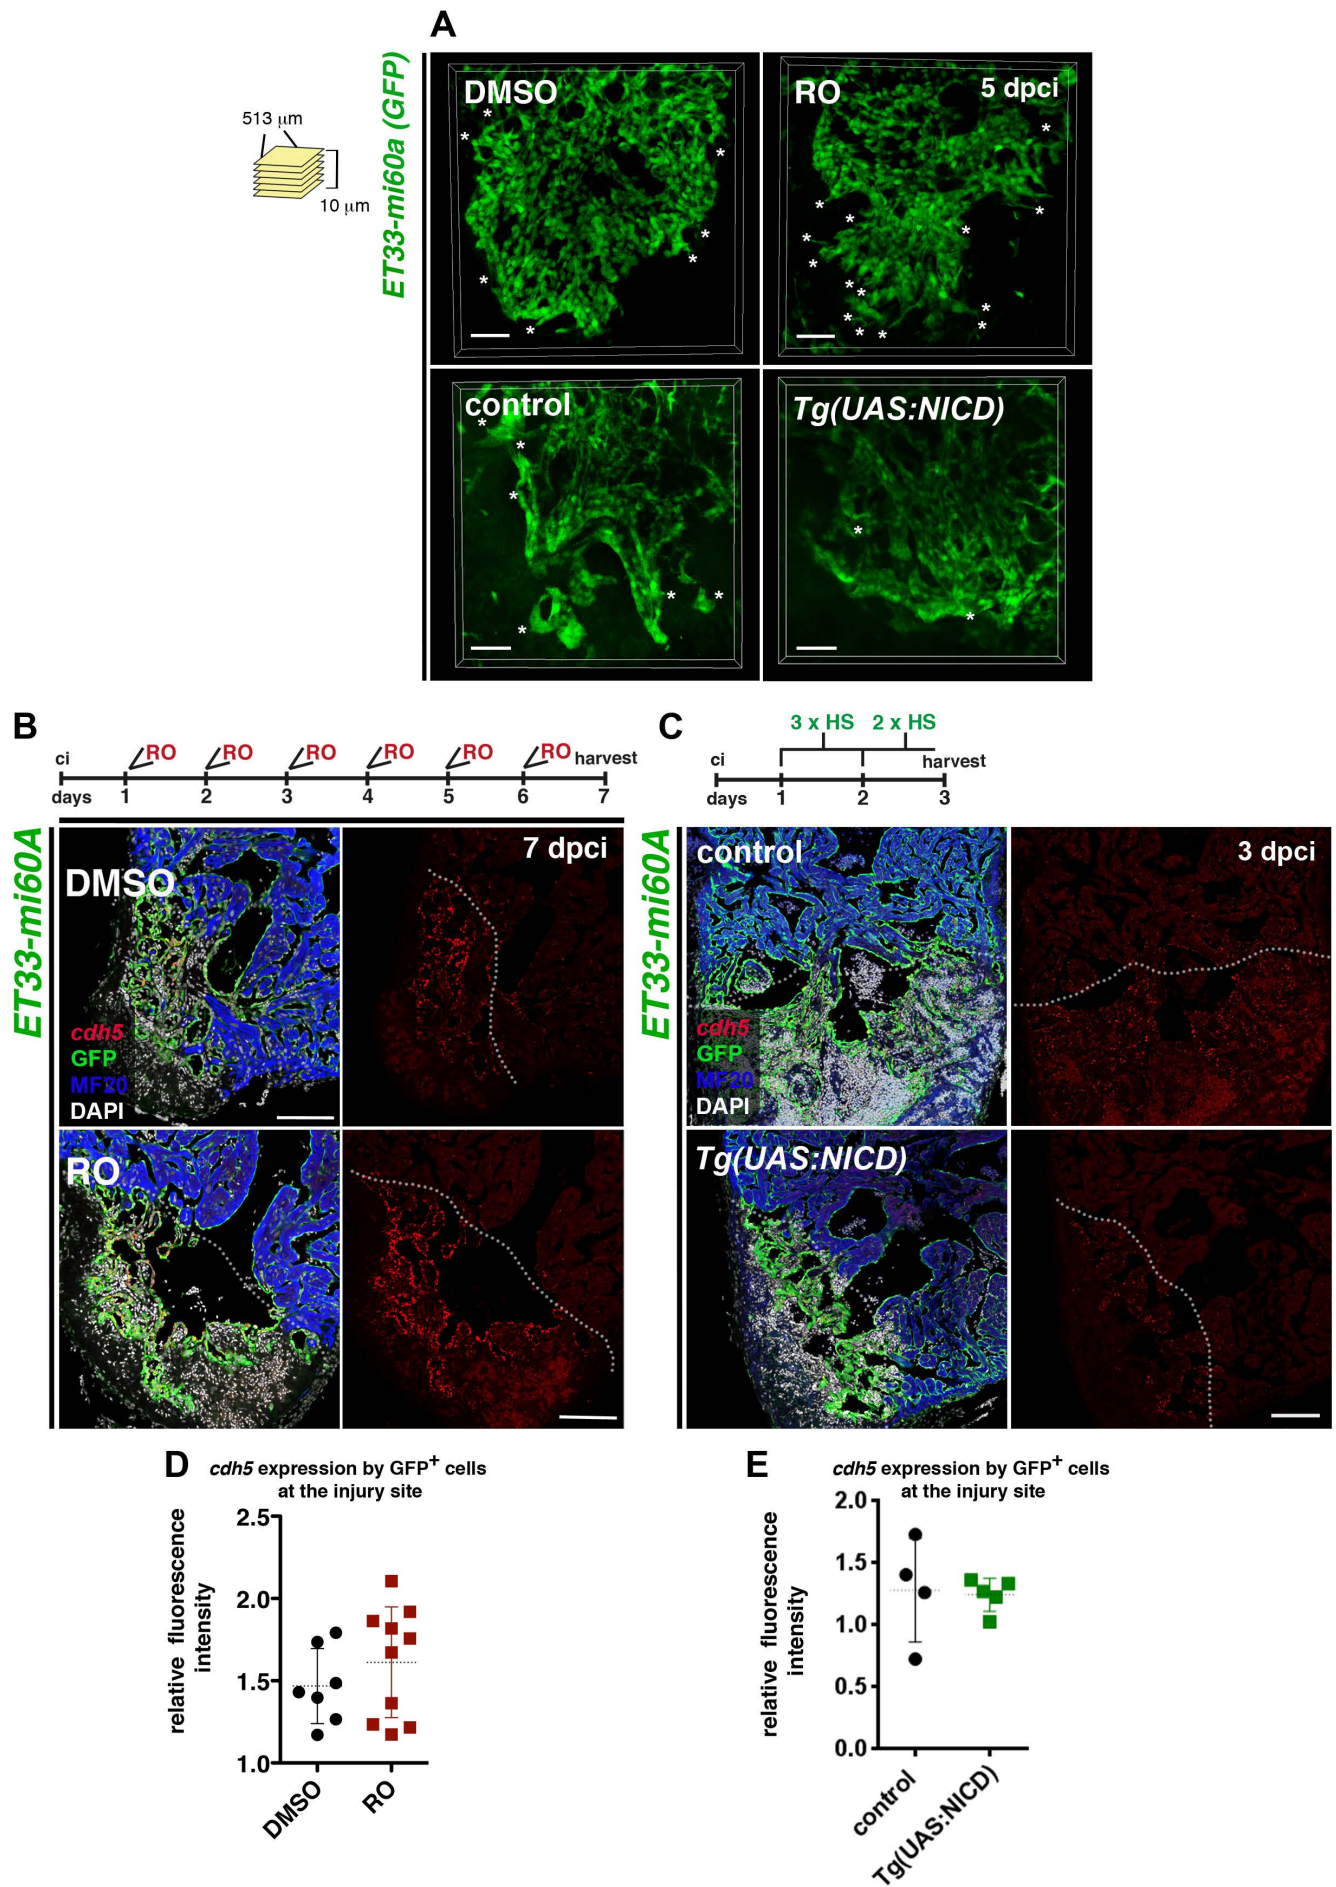 A
513 μm
10 μm
ET33-mi60a (GFP)
DMSO
RO
5 dpci
control
Tg(UAS:NICD)
B
ci
RO RO RO RO RO RO
harvest
days 1 2 3 4 5 6 7
ET33-mi60A
DMSO
7 dpci
cdh5
GFP
MF20
DAPI
RO
C
3 x HS 2 x HS
ci
harvest
days 1 2 3
ET33-mi60A
control
3 dpci
cdh5
GFP
MF20
DAPI
Tg(UAS:NICD)
D
cdh5 expression by GFP+ cells
at the injury site
relative fluorescence
intensity
2.5
2.0
1.5
1.0
DMSO
RO
E
cdh5 expression by GFP+ cells
at the injury site
relative fluorescence
intensity
2.0
1.5
1.0
0.5
0.0
control
Tg(UAS:NICD)